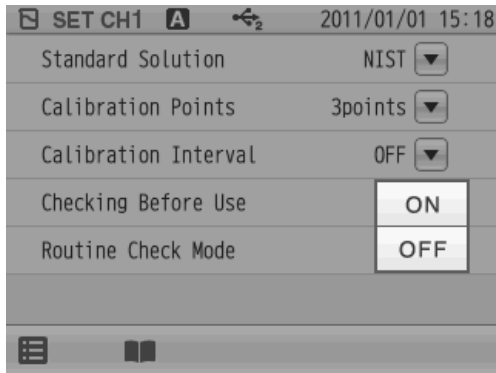 SET CH1 A 2 2011/01/01 15:18
Standard Solution NIST
Calibration Points 3points
Calibration Interval OFF
Checking Before Use ON
Routine Check Mode OFF